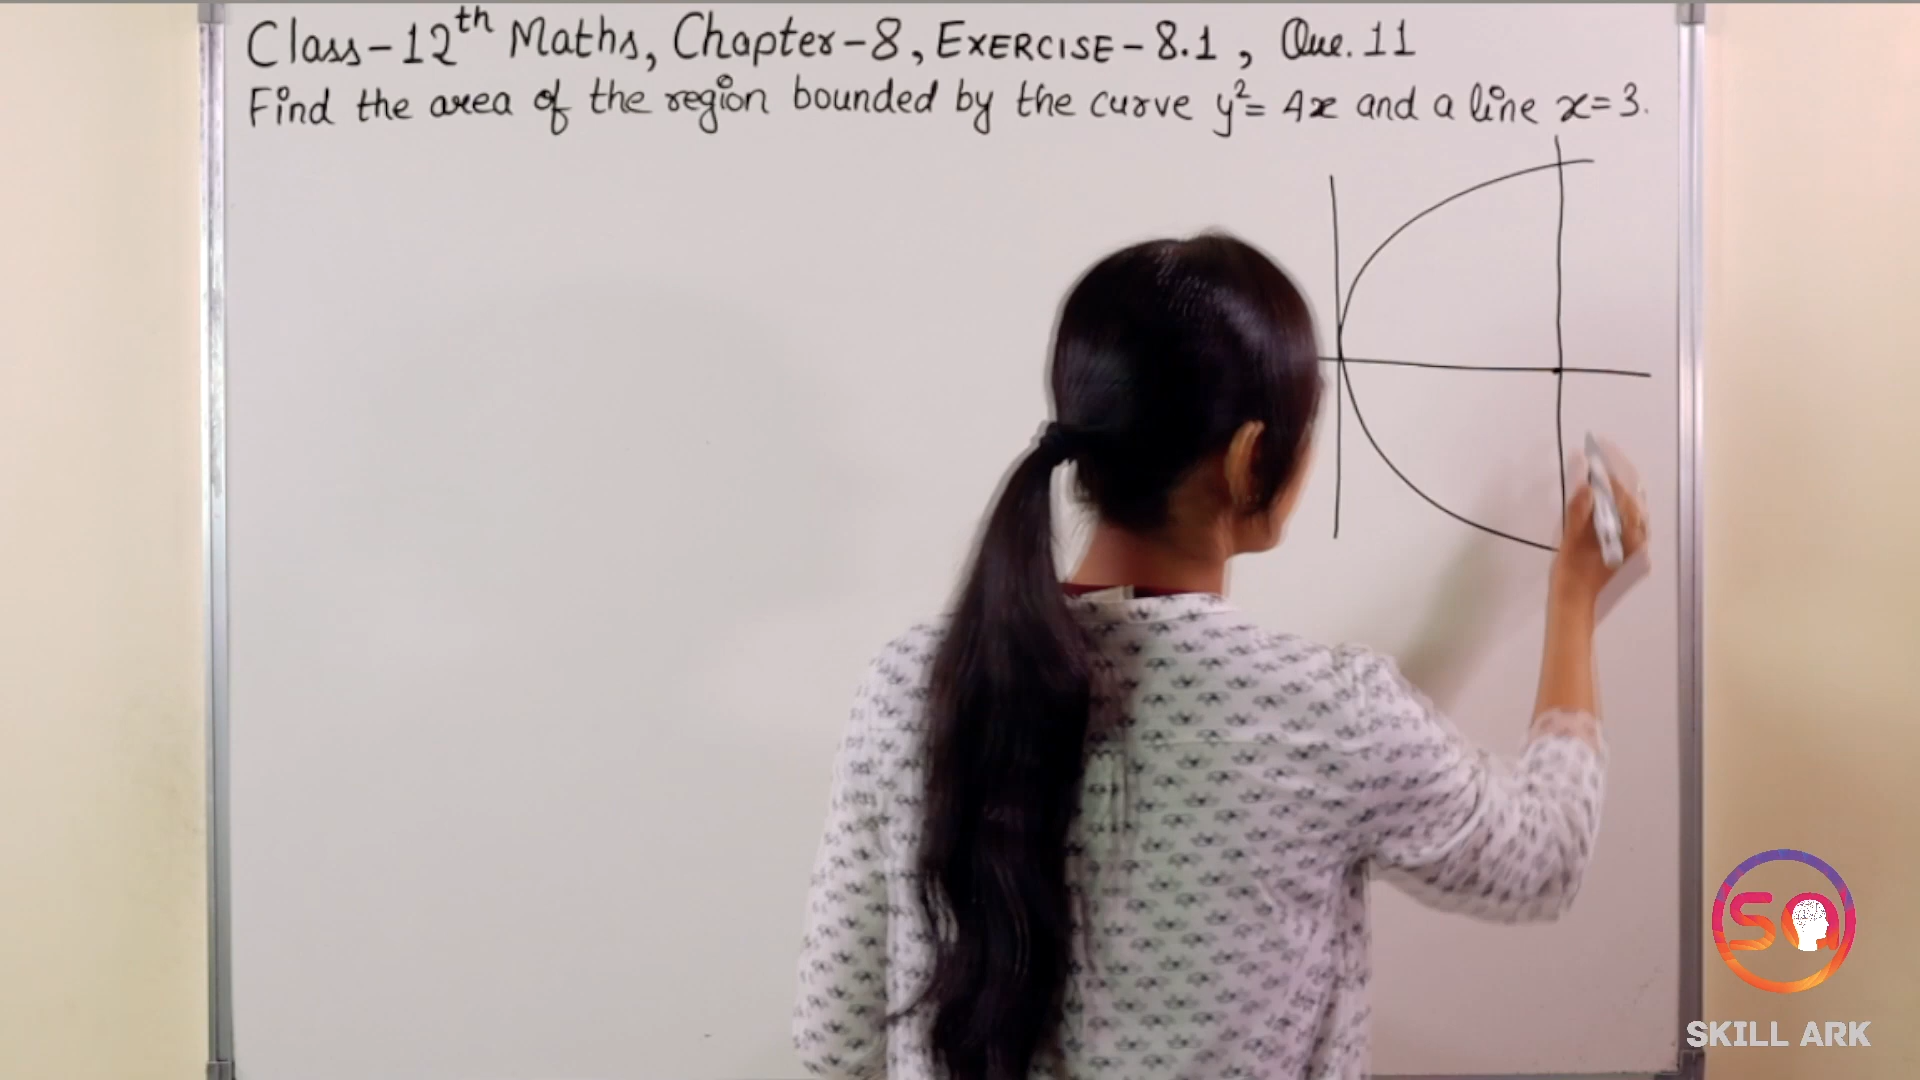 Class-12th Maths, Chapter-8, EXERCISE-8.1, Que. 11
Find the area of the region bounded by the curve y²= 4x and a line x=3.
SA
SKILL ARK